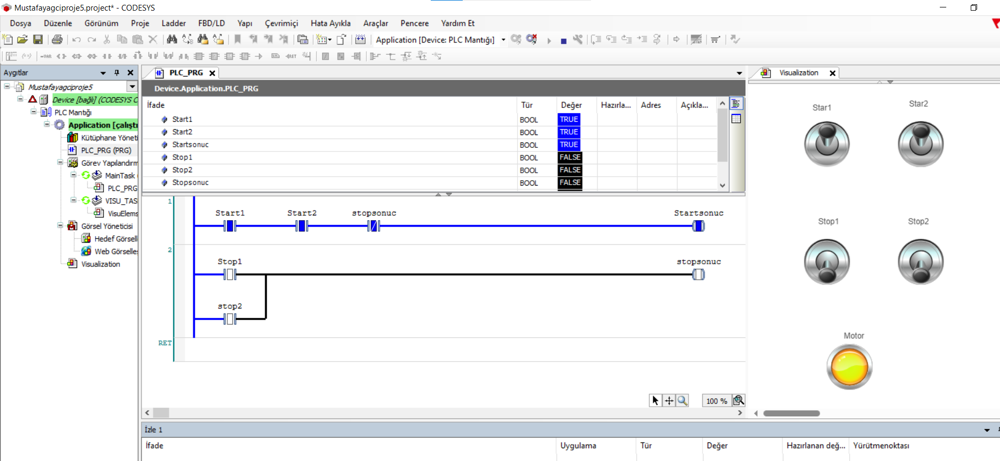 Mustafayagciproje5.project* - CODESYS
Dosya Düzenle Görünüm Proje Ladder FBD/LD Yapı Çevrimiçi Hata Ayıkla Araçlar Pencere Yardım Et
Application [Device: PLC Mantığı]
Aygıtlar
Mustafayagciproje5
Device [bağlı] (CODESYS C
PLC Mantığı
Application [çalıştı
Kütüphane Yöneti
PLC_PRG (PRG)
Görev Yapılandırm
MainTask
PLC_PRG
VISU_TAS
VisuElems
Görsel Yöneticisi
Hedef Görsell
Web Görselles
Visualization
PLC_PRG
Device.Application.PLC_PRG
İfade Tür Değer Hazırla... Adres Açıkla...
Start1 BOOL TRUE
Start2 BOOL TRUE
Startsonuc BOOL TRUE
Stop1 BOOL FALSE
Stop2 BOOL FALSE
Stopsonuc BOOL FALSE
1
Start1 Start2 stopsonuc Startsonuc
2
Stop1 stopsonuc
stop2
RET
100 %
Visualization
Star1 Star2
Stop1 Stop2
Motor
İzle 1
İfade Uygulama Tür Değer Hazırlanan değ... Yürütmenoktası